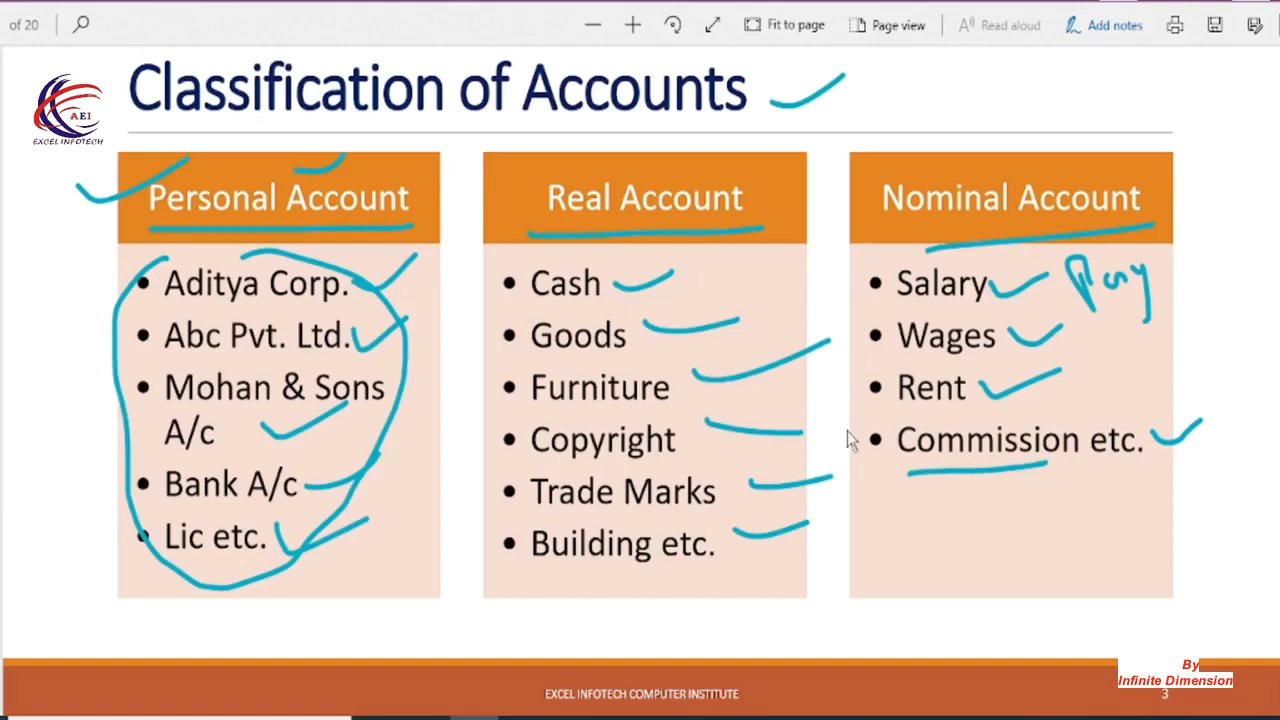 of 20
Fit to page
Page view
Read aloud
Add notes
AEI
EXCEL INFOTECH
Classification of Accounts
Personal Account
• Aditya Corp.
• Abc Pvt. Ltd.
• Mohan & Sons
A/c
• Bank A/c
• Lic etc.
Real Account
• Cash
• Goods
• Furniture
• Copyright
• Trade Marks
• Building etc.
Nominal Account
• Salary
• Wages
• Rent
• Commission etc.
EXCEL INFOTECH COMPUTER INSTITUTE
By
Infinite Dimension
3